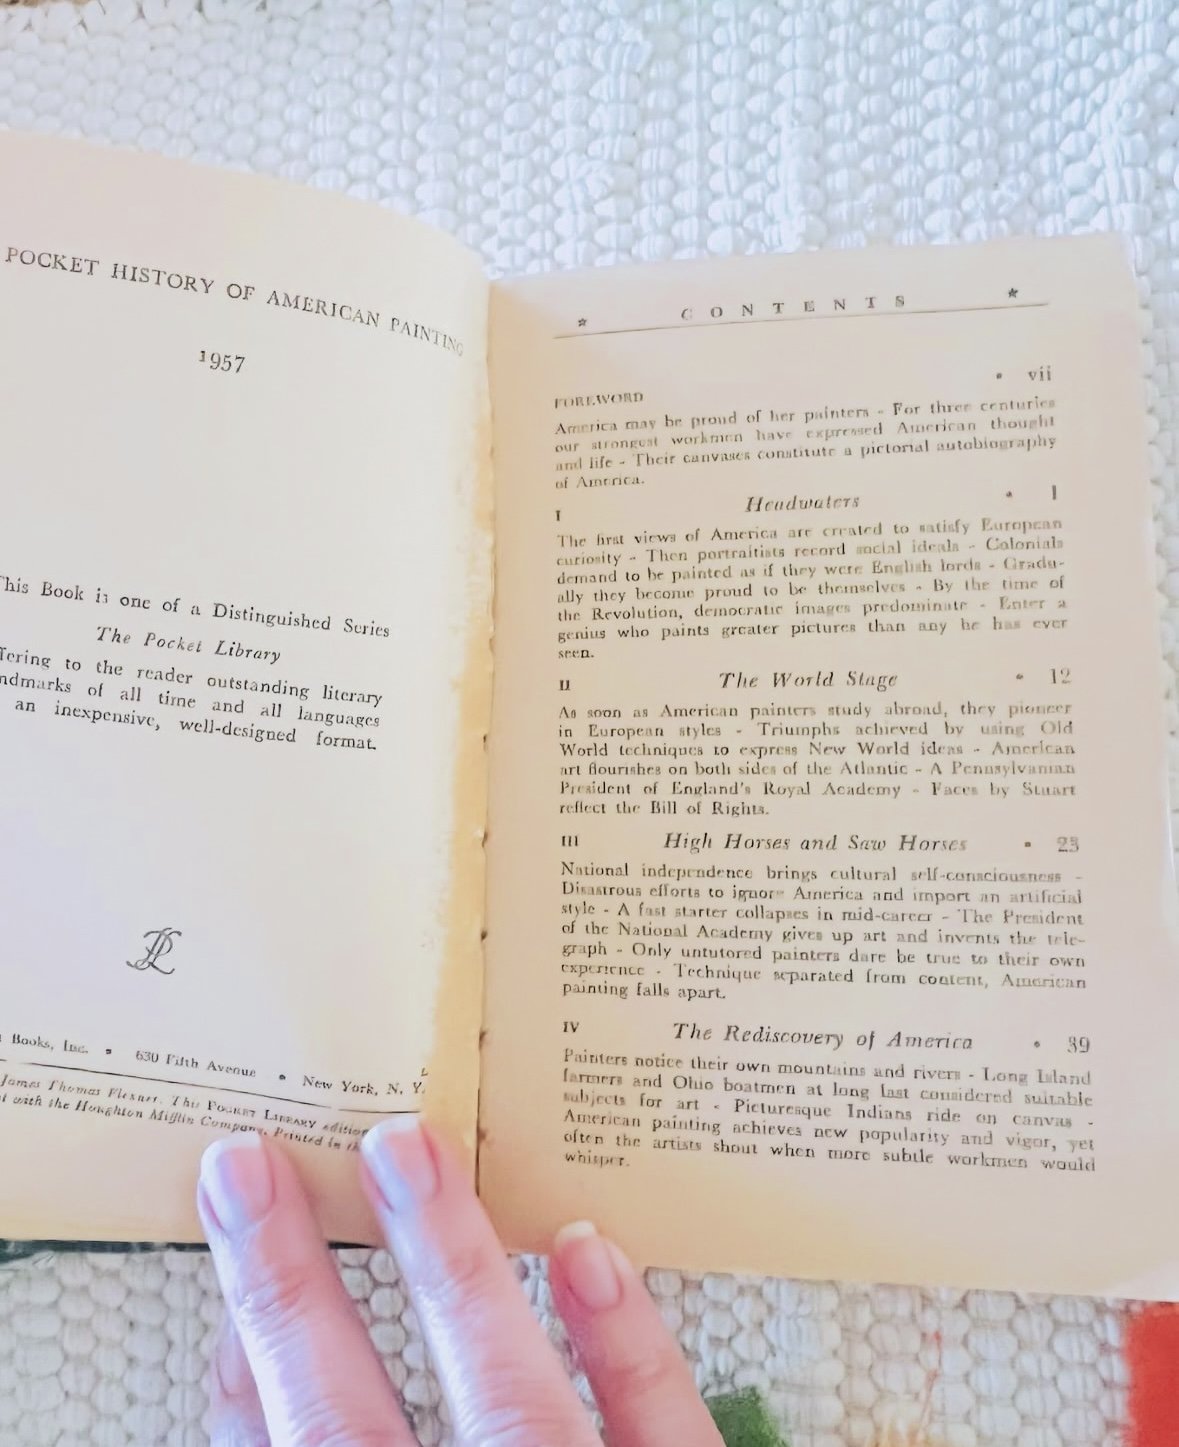 POCKET HISTORY OF AMERICAN PAINTING
1957
This Book is one of a Distinguished Series
The Pocket Library
to the reader outstanding literary
of all time and all languages
an inexpensive, well-designed format.
PL
Books, Inc. • 630 Fifth Avenue • New York, N. Y.
James Thomas Flexner. This POCKET LIBRARY edition
with the Houghton Mifflin Company. Printed in
★ CONTENTS ★
FOREWORD • vii
America may be proud of her painters - For three centuries
our strongest workmen have expressed American thought
and life - Their canvases constitute a pictorial autobiography
of America.
I Headwaters • 1
The first views of America are created to satisfy European
curiosity - Then portraitists record social ideals - Colonials
demand to be painted as if they were English lords - Gradu-
ally they become proud to be themselves - By the time of
the Revolution, democratic images predominate - Enter a
genius who paints greater pictures than any he has ever
seen.
II The World Stage • 12
As soon as American painters study abroad, they pioneer
in European styles - Triumphs achieved by using Old
World techniques to express New World ideas - American
art flourishes on both sides of the Atlantic - A Pennsylvanian
President of England's Royal Academy - Faces by Stuart
reflect the Bill of Rights.
III High Horses and Saw Horses • 23
National independence brings cultural self-consciousness -
Disastrous efforts to ignore America and import an artificial
style - A fast starter collapses in mid-career - The President
of the National Academy gives up art and invents the tele-
graph - Only untutored painters dare be true to their own
experience - Technique separated from content, American
painting falls apart.
IV The Rediscovery of America • 39
Painters notice their own mountains and rivers - Long Island
farmers and Ohio boatmen at long last considered suitable
subjects for art - Picturesque Indians ride on canvas -
American painting achieves new popularity and vigor, yet
often the artists shout when more subtle workmen would
whisper.